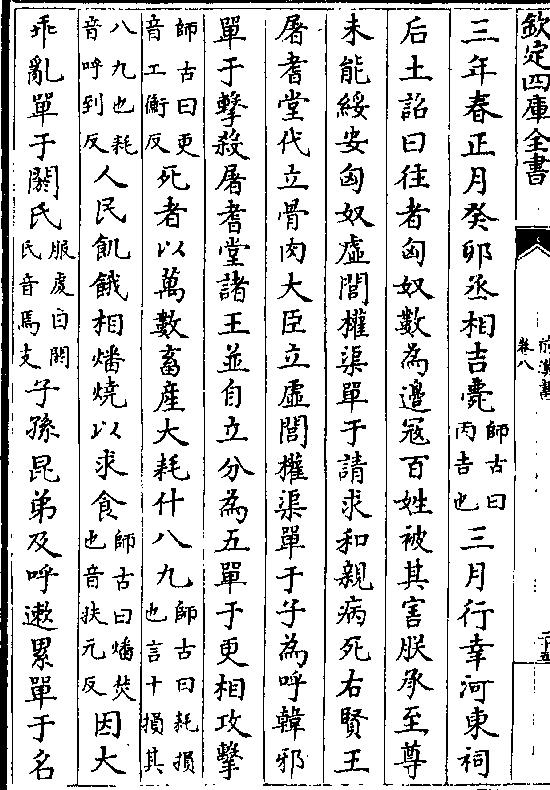 欽定四庫全書
卷八
三年春正月癸卯丞相吉薨師古曰丙吉也三月行幸河東祠
后土詔曰往者匈奴數為邊寇百姓被其害朕承至尊
未能綏安匈奴虛閭權渠單于請求和親病死右賢王
屠耆堂代立骨肉大臣立虛閭權渠單于子為呼韓邪
單于擊殺屠耆堂諸王並自立分為五單于更相攻擊
師古曰更音工衡反死者以萬數畜産大耗什八九師古曰耗損也言十損其
八九也耗音呼到反人民飢餓相燔燒以求食師古曰燔焚也音扶元反因大
乖亂單于閼氏服虔曰閼氏音焉支子孫昆弟及呼遫累單于名